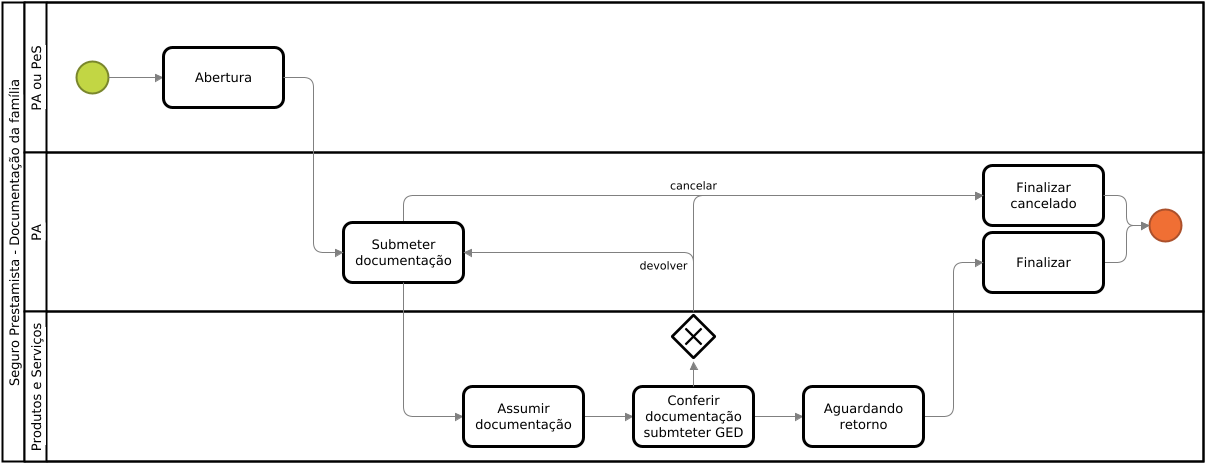 Seguro Prestamista - Documentação da família
PA ou PeS
Abertura
PA
cancelar
Finalizar
cancelado
Submeter
documentação
devolver
Finalizar
Produtos e Serviços
Assumir
documentação
Conferir
documentação
submteter GED
Aguardando
retorno